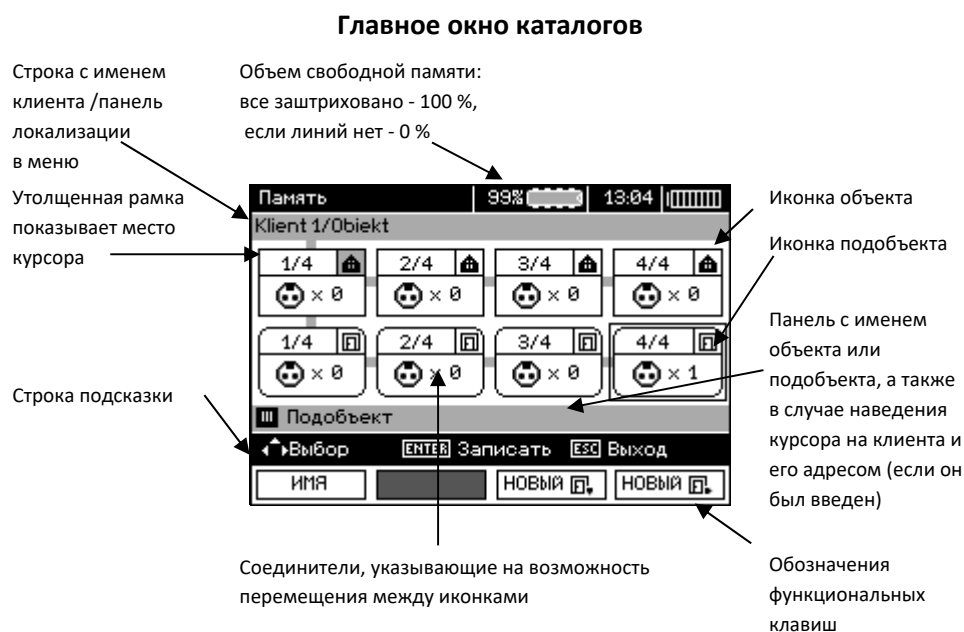 Главное окно каталогов
Строка с именем
клиента /панель
локализации
в меню
Объем свободной памяти:
все заштриховано - 100 %,
если линий нет - 0 %
Утолщенная рамка
показывает место
курсора
Строка подсказки
Память 99% 13:04
Klient 1/Obiekt
1/4 2/4 3/4 4/4
× 0 × 0 × 0 × 0
1/4 2/4 3/4 4/4
× 0 × 0 × 0 × 1
Подобъект
Выбор ENTER Записать ESC Выход
ИМЯ НОВЫЙ НОВЫЙ
Иконка объекта
Иконка подобъекта
Панель с именем
объекта или
подобъекта, а также
в случае наведения
курсора на клиента и
его адресом (если он
был введен)
Соединители, указывающие на возможность
перемещения между иконками
Обозначения
функциональных
клавиш